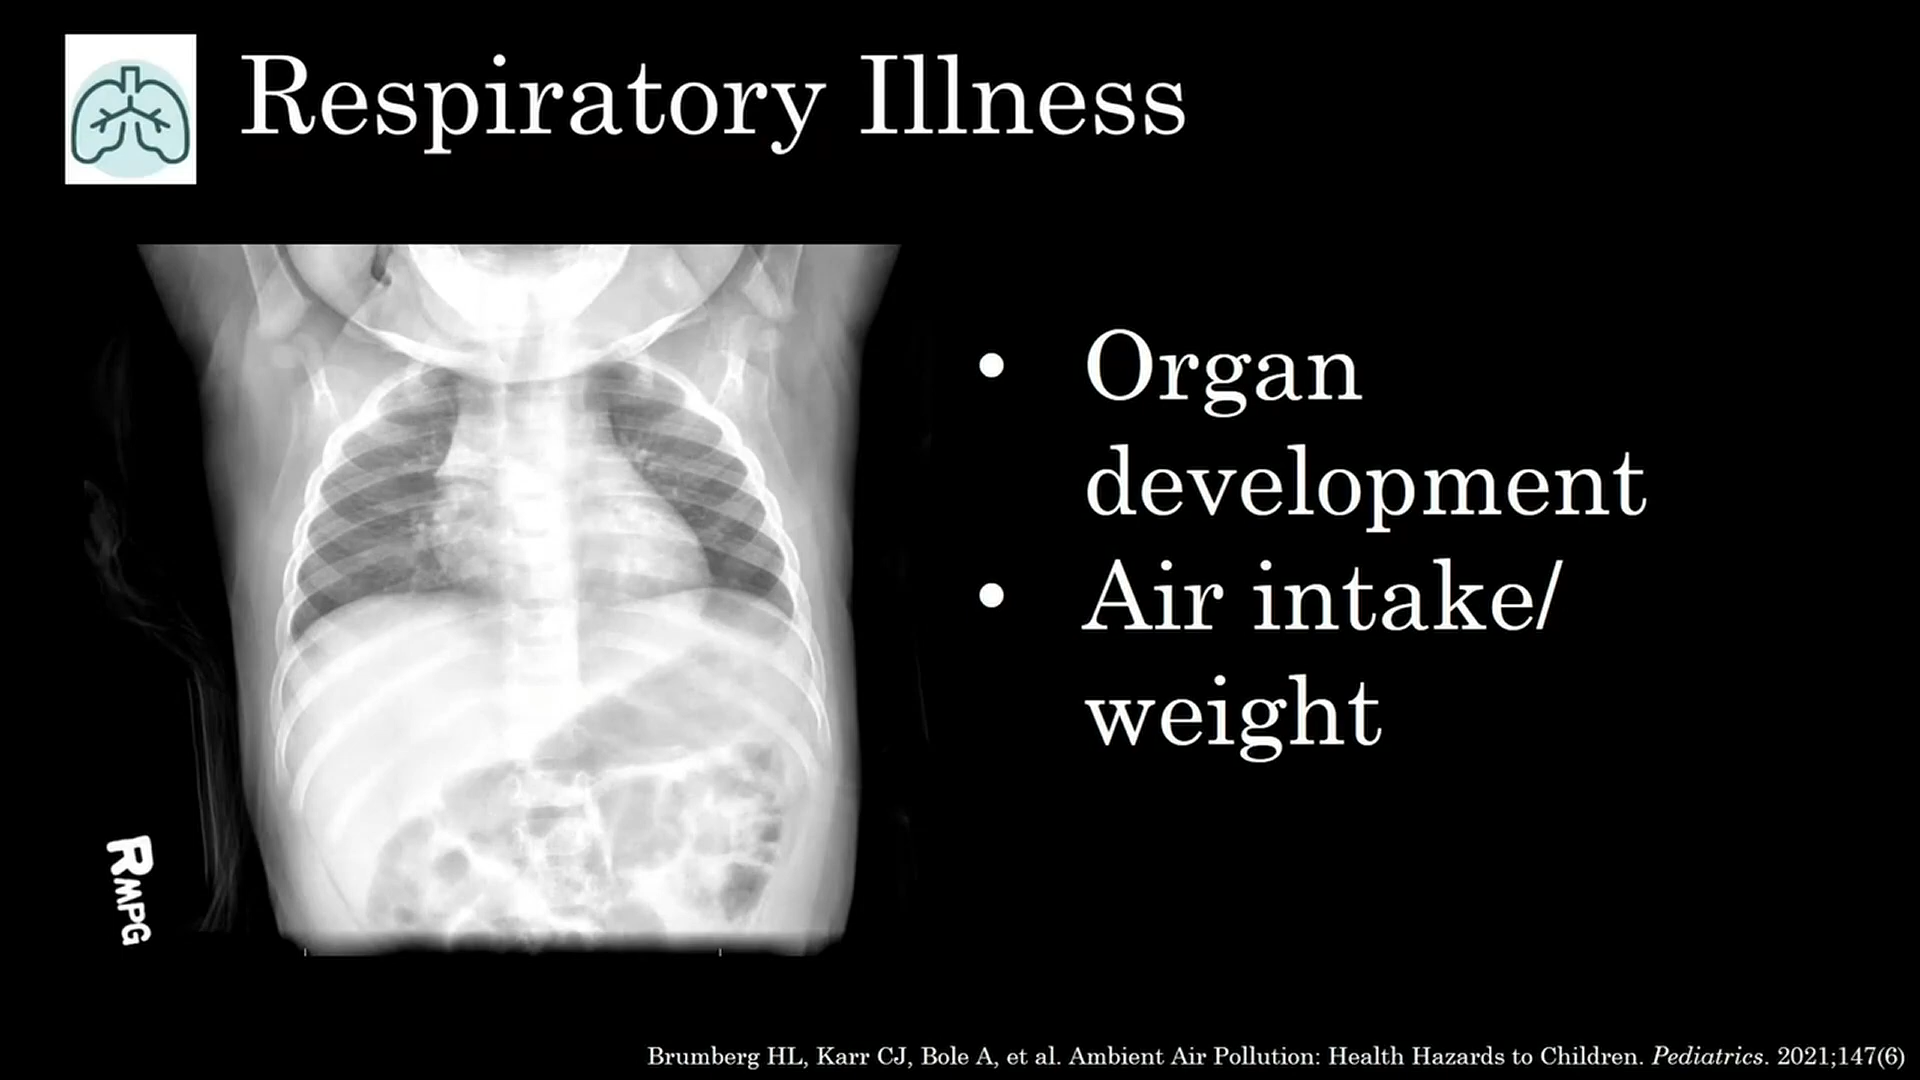 Respiratory Illness
• Organ
development
• Air intake/
weight
RMPG
Brumberg HL, Karr CJ, Bole A, et al. Ambient Air Pollution: Health Hazards to Children. Pediatrics. 2021;147(6)